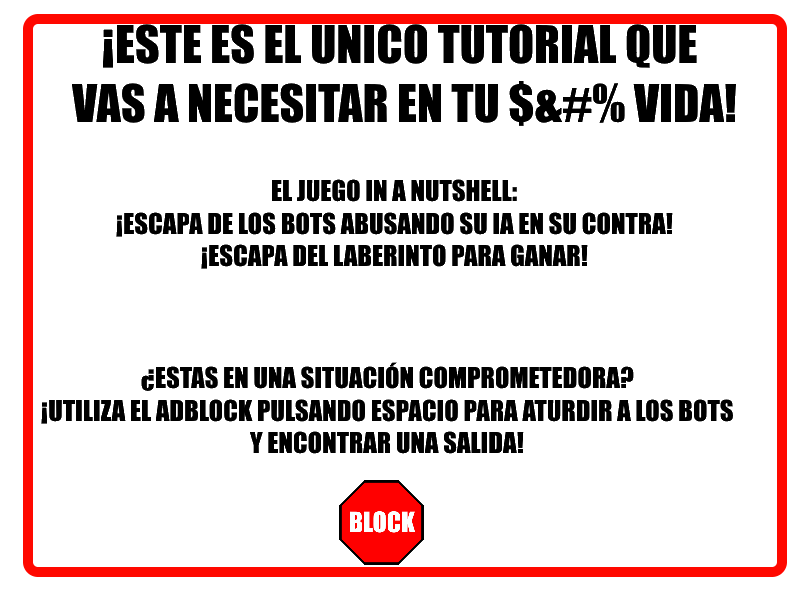 ¡ESTE ES EL UNICO TUTORIAL QUE
VAS A NECESITAR EN TU $&#% VIDA!
EL JUEGO IN A NUTSHELL:
¡ESCAPA DE LOS BOTS ABUSANDO SU IA EN SU CONTRA!
¡ESCAPA DEL LABERINTO PARA GANAR!
¿ESTAS EN UNA SITUACIÓN COMPROMETEDORA?
¡UTILIZA EL ADBLOCK PULSANDO ESPACIO PARA ATURDIR A LOS BOTS
Y ENCONTRAR UNA SALIDA!
BLOCK